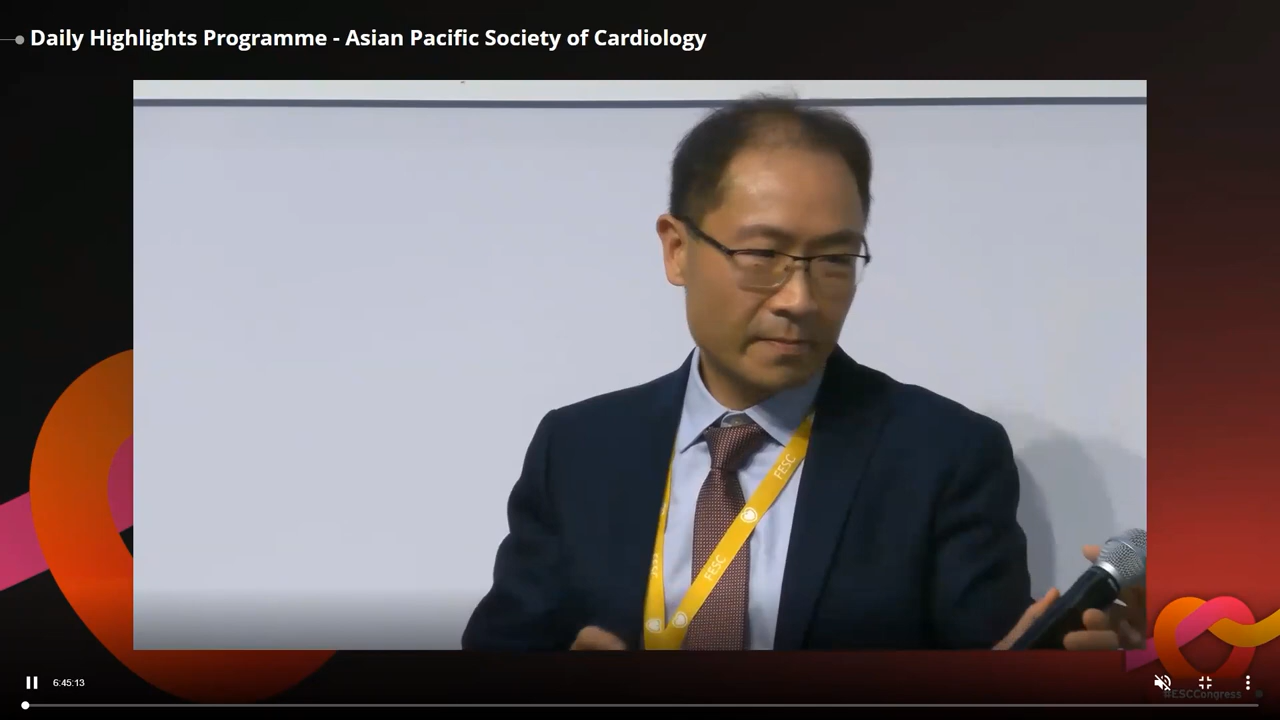 Daily Highlights Programme - Asian Pacific Society of Cardiology
FESC
FESC
6:45:13
#ESCCongress